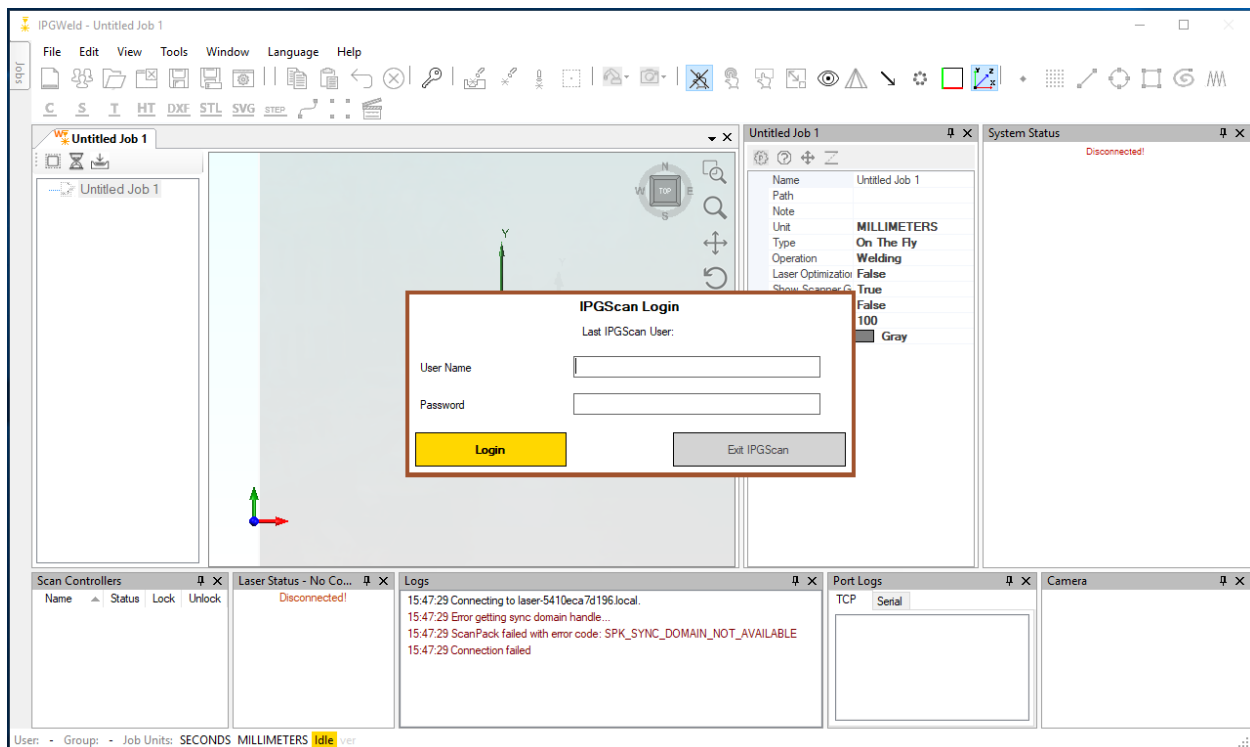 IPGWeld - Untitled Job 1
Jobs
File Edit View Tools Window Language Help
C S T HT DXF STL SVG STEP
Untitled Job 1
Untitled Job 1
N
W TOP E
S
Y
Untitled Job 1
Name Untitled Job 1
Path
Note
Unit MILLIMETERS
Type On The Fly
Operation Welding
Laser Optimizatio False
Show Scanner G True
False
100
Gray
System Status
Disconnected!
IPGScan Login
Last IPGScan User:
User Name
Password
Login Exit IPGScan
Scan Controllers
Name Status Lock Unlock
Laser Status - No Co...
Disconnected!
Logs
15:47:29 Connecting to laser-5410eca7d196.local.
15:47:29 Error getting sync domain handle...
15:47:29 ScanPack failed with error code: SPK_SYNC_DOMAIN_NOT_AVAILABLE
15:47:29 Connection failed
Port Logs
TCP Serial
Camera
User: - Group: - Job Units: SECONDS MILLIMETERS Idle ver